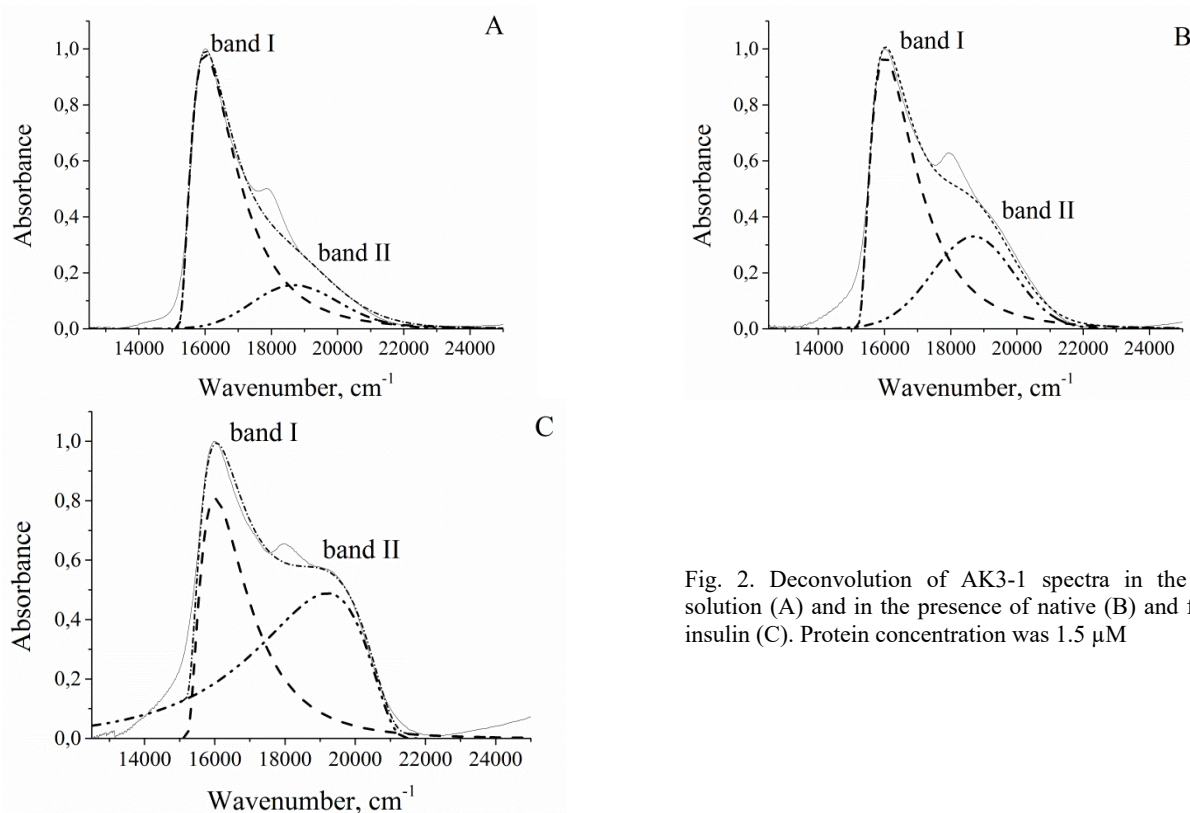 A
band I
band II
1,0
0,8
0,6
0,4
0,2
0,0
Absorbance
14000 16000 18000 20000 22000 24000
Wavenumber, cm-1
B
band I
band II
1,0
0,8
0,6
0,4
0,2
0,0
Absorbance
14000 16000 18000 20000 22000 24000
Wavenumber, cm-1
C
band I
band II
1,0
0,8
0,6
0,4
0,2
0,0
Absorbance
14000 16000 18000 20000 22000 24000
Wavenumber, cm-1
Fig. 2. Deconvolution of AK3-1 spectra in the
solution (A) and in the presence of native (B) and
insulin (C). Protein concentration was 1.5 µM